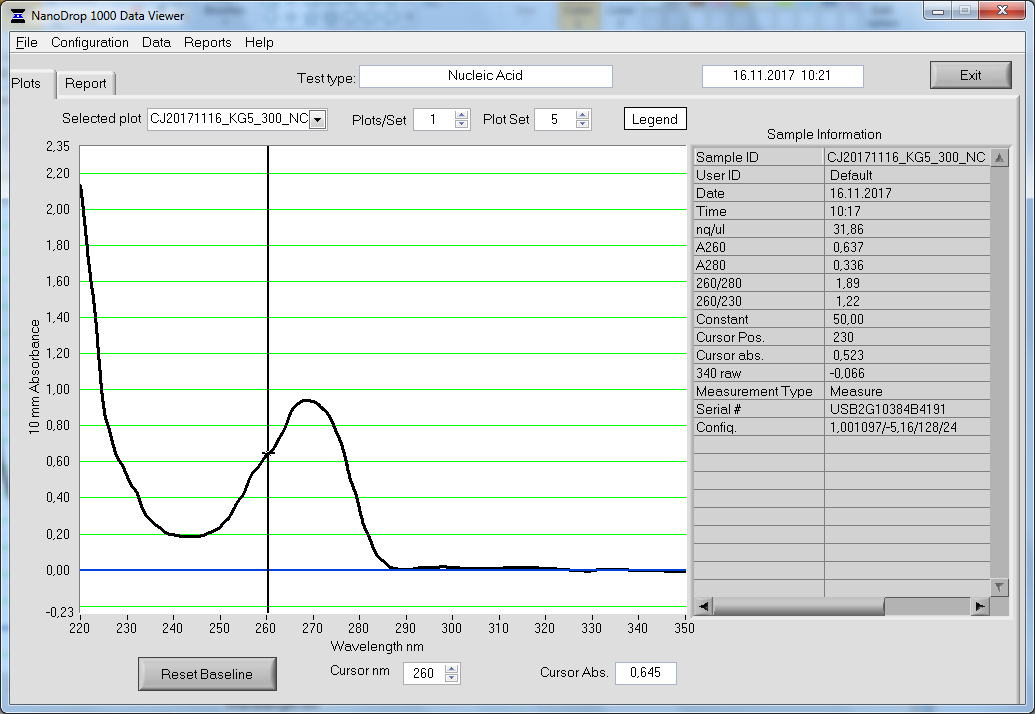 NanoDrop 1000 Data Viewer
File Configuration Data Reports Help
Plots Report
Test type: Nucleic Acid 16.11.2017 10:21 Exit
Selected plot CJ20171116_KG5_300_NC Plots/Set 1 Plot Set 5 Legend
Sample Information
Sample ID CJ20171116_KG5_300_NC
User ID Default
Date 16.11.2017
Time 10:17
ng/ul 31,86
A260 0,637
A280 0,336
260/280 1,89
260/230 1,22
Constant 50,00
Cursor Pos. 230
Cursor abs. 0,523
340 raw -0,066
Measurement Type Measure
Serial # USB2G10384B4191
Config. 1,001097/-5,16/128/24
10 mm Absorbance
2,35
2,20
2,00
1,80
1,60
1,40
1,20
1,00
0,80
0,60
0,40
0,20
0,00
-0,23
220 230 240 250 260 270 280 290 300 310 320 330 340 350
Wavelength nm
Reset Baseline Cursor nm 260 Cursor Abs. 0,645